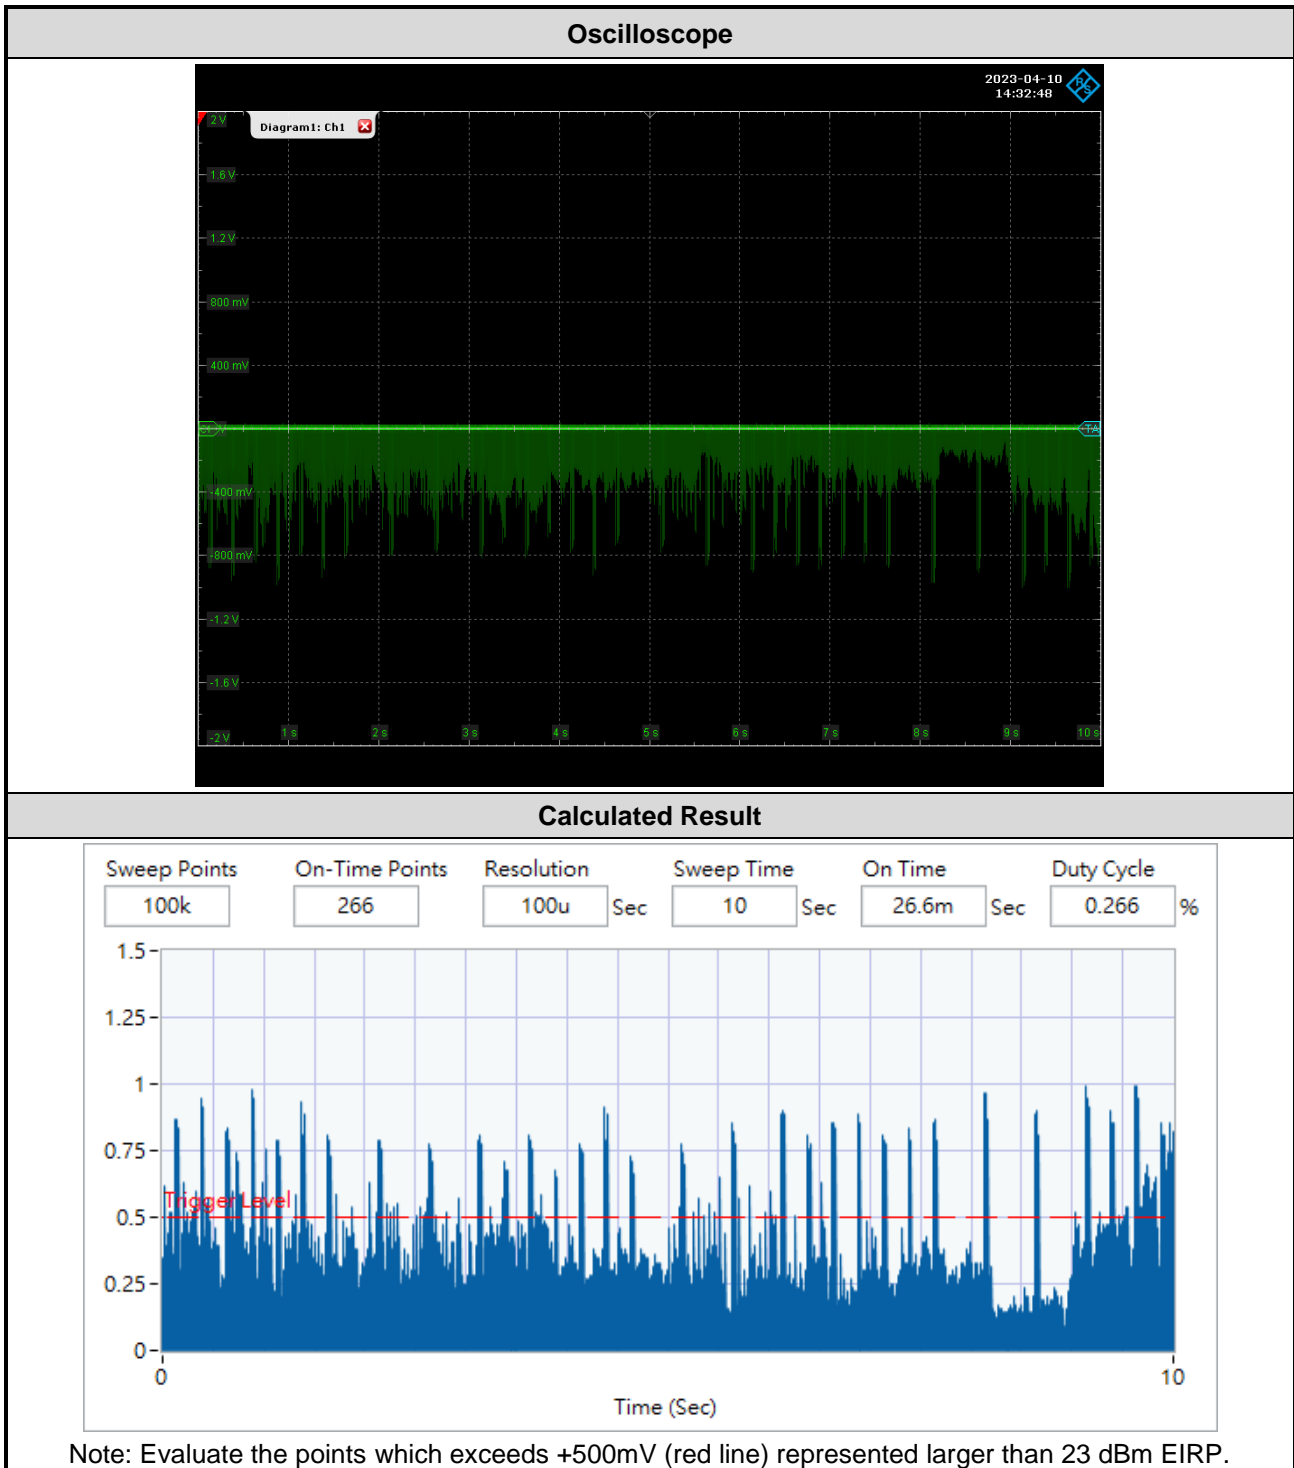 Oscilloscope
2023-04-10
14:32:48
R
S
2 V
Diagram1: Ch1
1.6 V
1.2 V
800 mV
400 mV
TA
-400 mV
-800 mV
-1.2 V
-1.6 V
-2 V
1 s 2 s 3 s 4 s 5 s 6 s 7 s 8 s 9 s 10 s
Calculated Result
Sweep Points On-Time Points Resolution Sweep Time On Time Duty Cycle
100k 266 100u Sec 10 Sec 26.6m Sec 0.266 %
1.5
1.25
1
0.75
Trigger Level
0.5
0.25
0
0 10
Time (Sec)
Note: Evaluate the points which exceeds +500mV (red line) represented larger than 23 dBm EIRP.